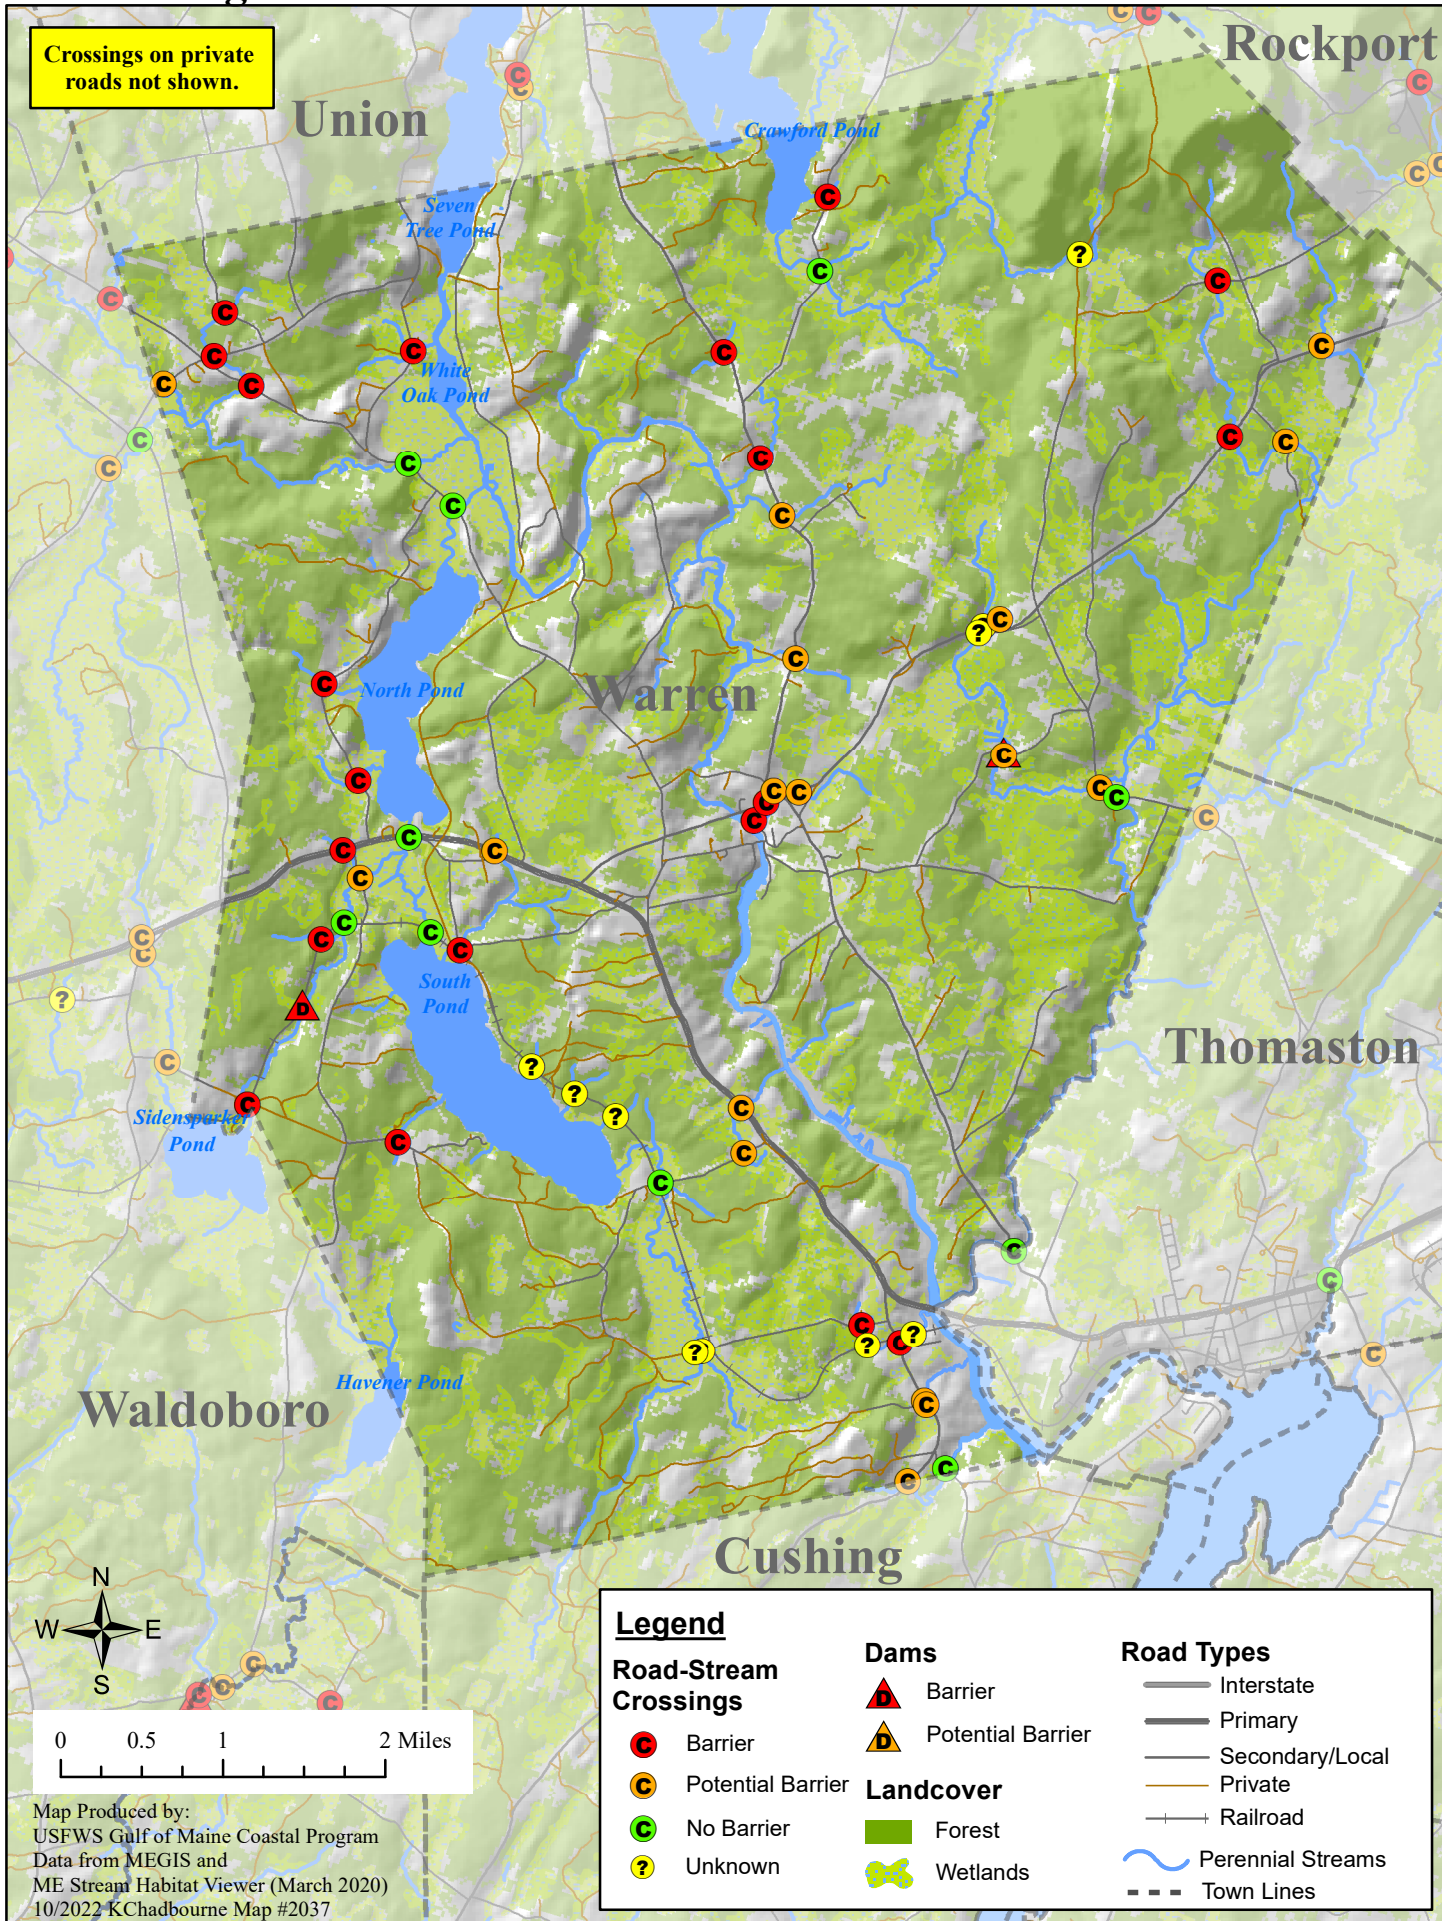 Crossings on private
roads not shown.
Rockport
Union
Crawford Pond
Seven
Tree Pond
White
Oak Pond
North Pond
Warren
South
Pond
Thomaston
Sidensparker
Pond
Havener Pond
Waldoboro
Cushing
N
W E
S
0 0.5 1 2 Miles
Map Produced by:
USFWS Gulf of Maine Coastal Program
Data from MEGIS and
ME Stream Habitat Viewer (March 2020)
10/2022 KChadbourne Map #2037
Legend
Road-Stream
Crossings
C Barrier
C Potential Barrier
C No Barrier
? Unknown
Dams
D Barrier
D Potential Barrier
Landcover
Forest
Wetlands
Road Types
Interstate
Primary
Secondary/Local
Private
Railroad
Perennial Streams
Town Lines